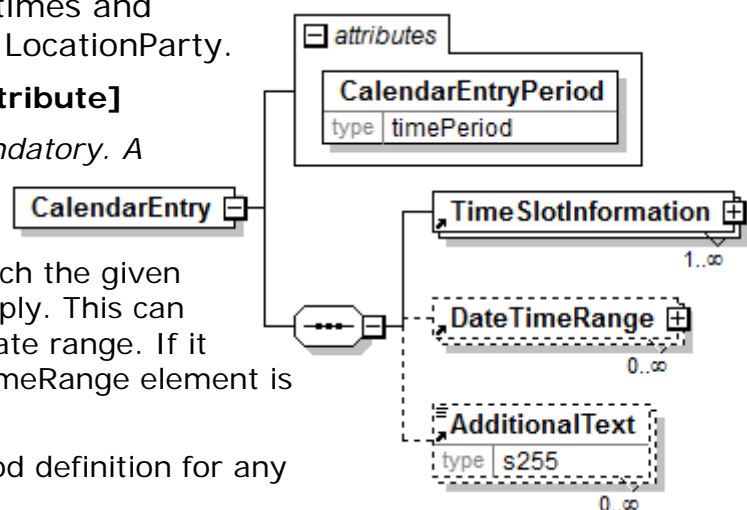 times and
LocationParty.
tribute]
ndatory. A
ch the given
ply. This can
ate range. If it
meRange element is
od definition for any
attributes
CalendarEntryPeriod
type timePeriod
CalendarEntry
TimeSlotInformation
1..∞
DateTimeRange
0..∞
AdditionalText
type s255
0..∞